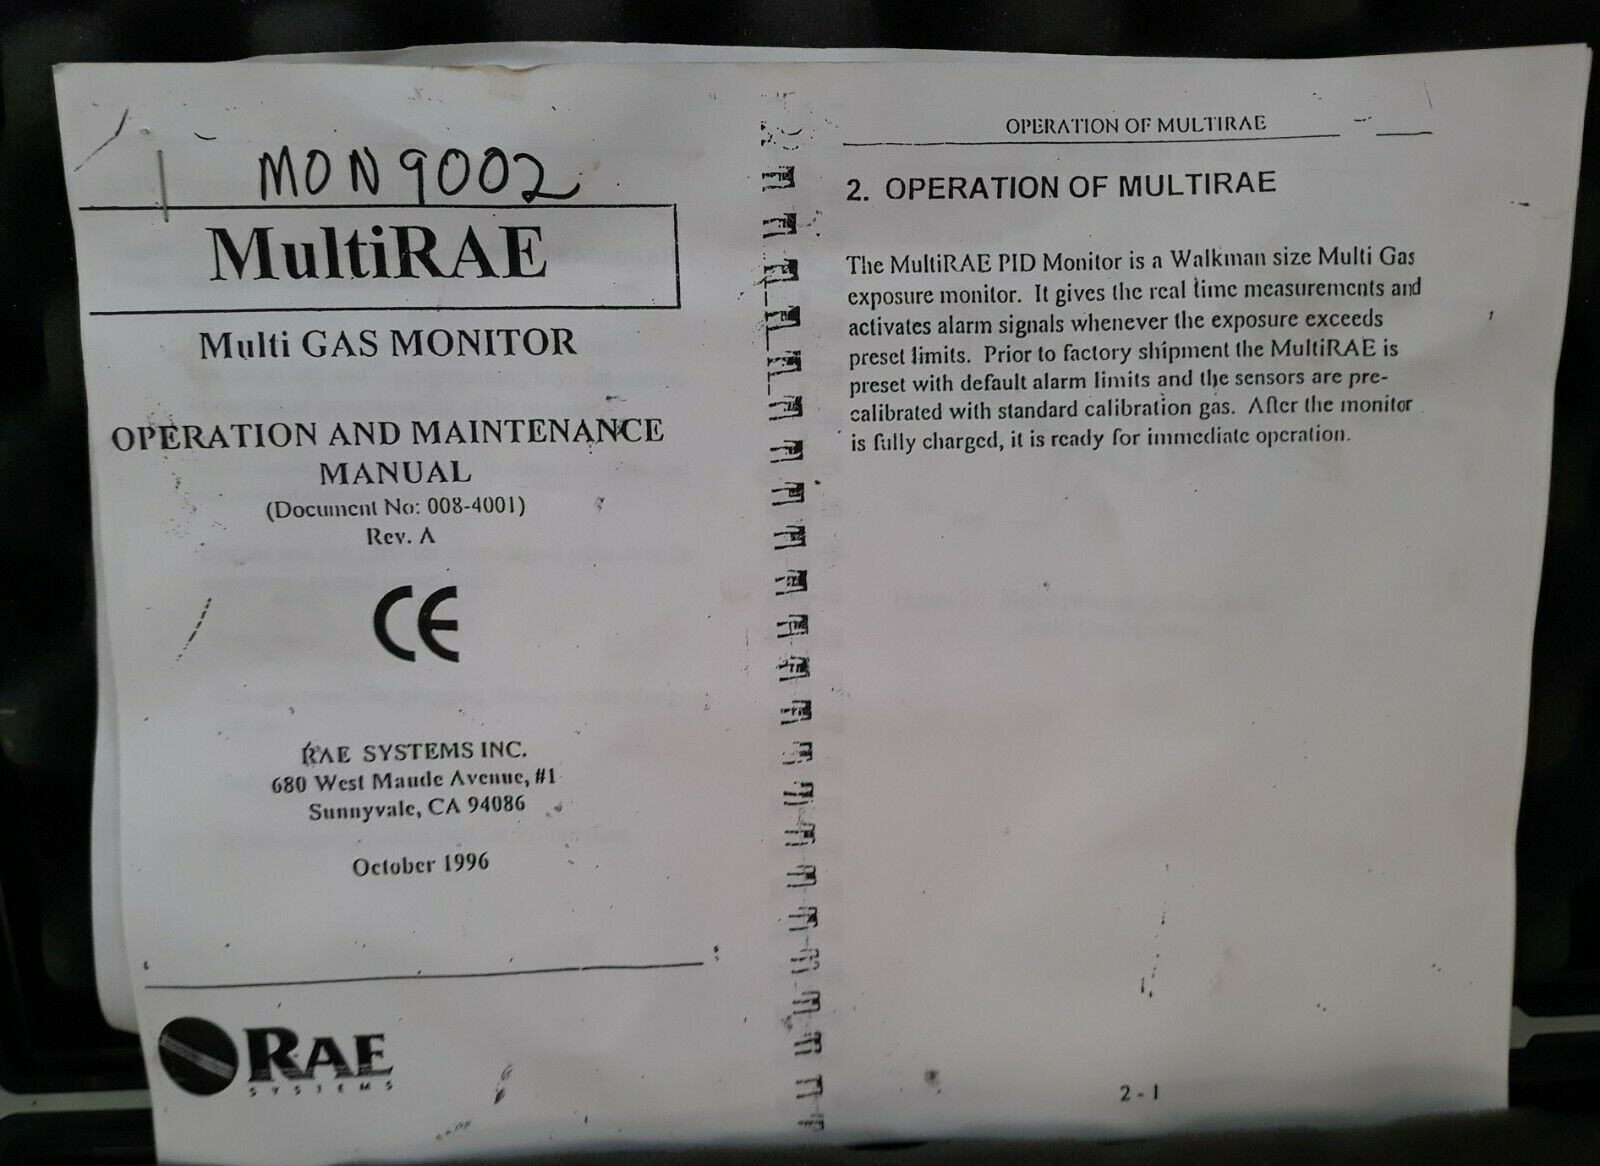 MON9002
MultiRAE
Multi GAS MONITOR
OPERATION AND MAINTENANCE
MANUAL
(Document No: 008-4001)
Rev. A
CE
RAE SYSTEMS INC.
680 West Maude Avenue, #1
Sunnyvale, CA 94086
October 1996
RAE
SYSTEMS
OPERATION OF MULTIRAE
2. OPERATION OF MULTIRAE
The MultiRAE PID Monitor is a Walkman size Multi Gas
exposure monitor. It gives the real time measurements and
activates alarm signals whenever the exposure exceeds
preset limits. Prior to factory shipment the MultiRAE is
preset with default alarm limits and the sensors are pre-
calibrated with standard calibration gas. After the monitor
is fully charged, it is ready for immediate operation.
2 - 1